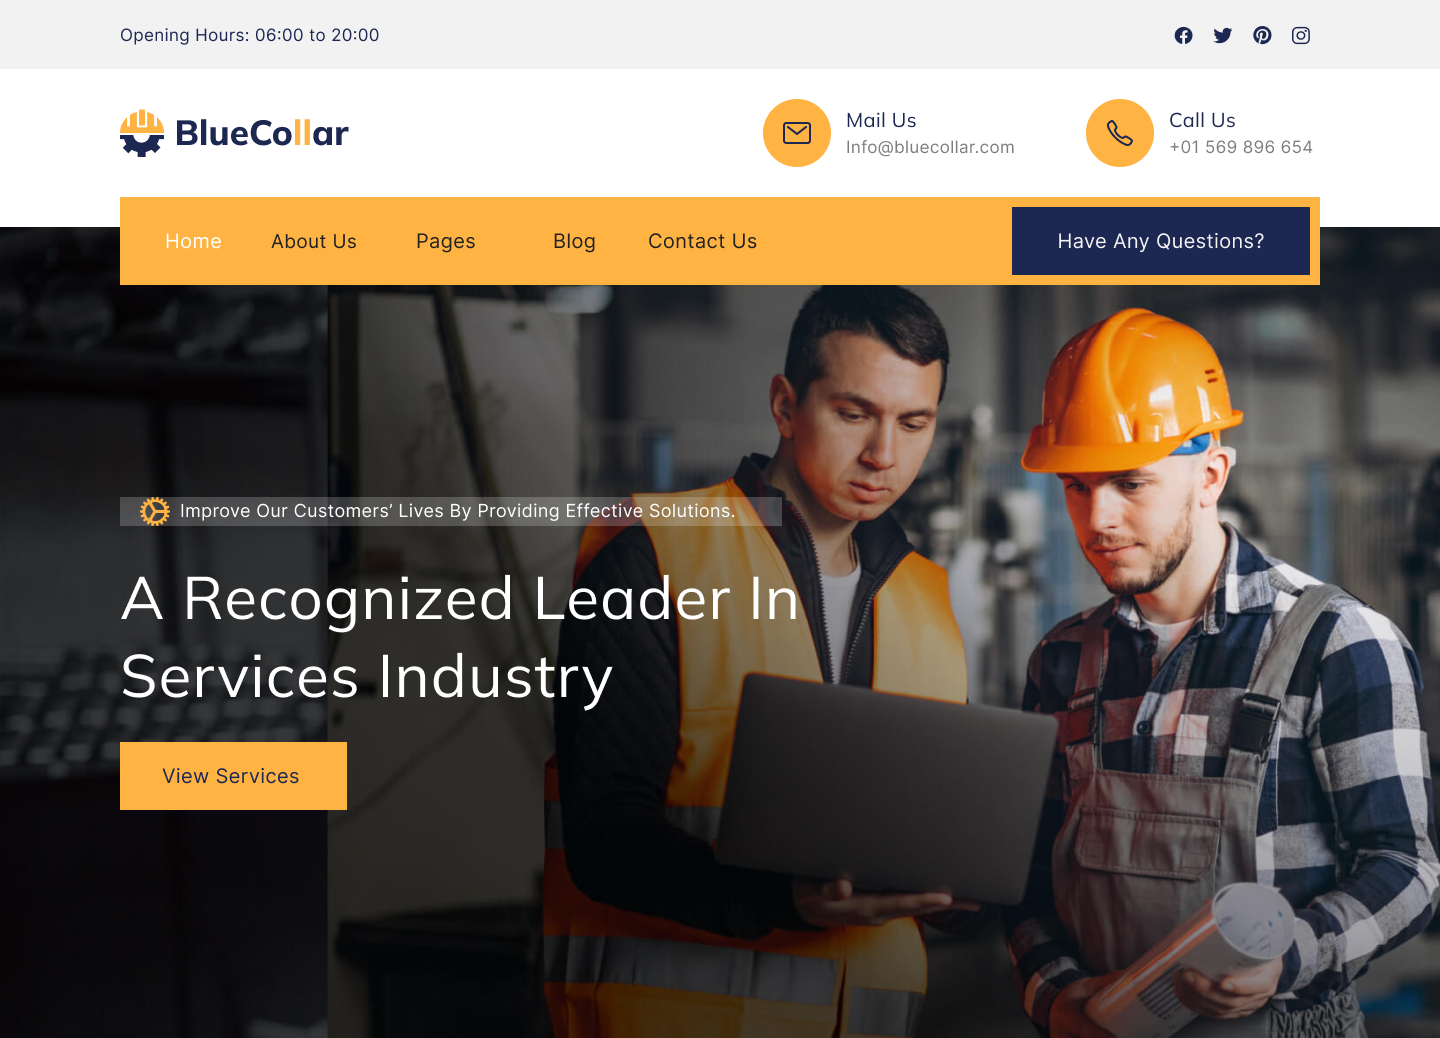 Opening Hours: 06:00 to 20:00
BlueCollar
Mail Us
Info@bluecollar.com
Call Us
+01 569 896 654
Home
About Us
Pages
Blog
Contact Us
Have Any Questions?
Improve Our Customers’ Lives By Providing Effective Solutions.
A Recognized Leader In
Services Industry
View Services